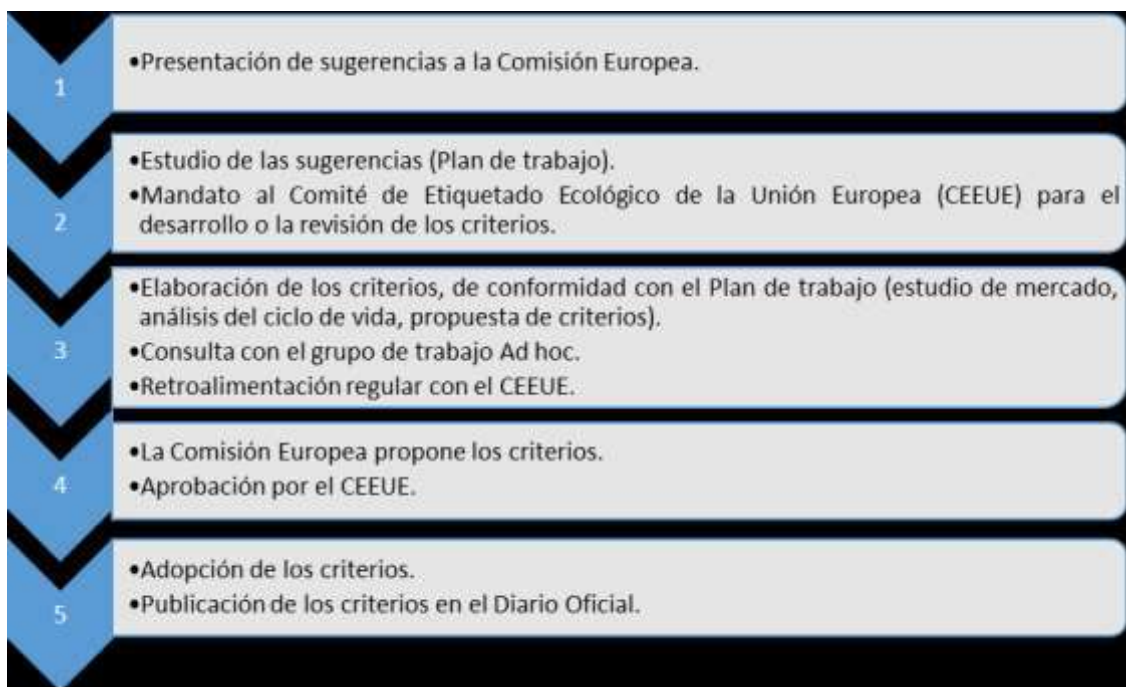 1
•Presentación de sugerencias a la Comisión Europea.
2
•Estudio de las sugerencias (Plan de trabajo).
•Mandato al Comité de Etiquetado Ecológico de la Unión Europea (CEEUE) para el
desarrollo o la revisión de los criterios.
3
•Elaboración de los criterios, de conformidad con el Plan de trabajo (estudio de mercado,
análisis del ciclo de vida, propuesta de criterios).
•Consulta con el grupo de trabajo Ad hoc.
•Retroalimentación regular con el CEEUE.
4
•La Comisión Europea propone los criterios.
•Aprobación por el CEEUE.
5
•Adopción de los criterios.
•Publicación de los criterios en el Diario Oficial.